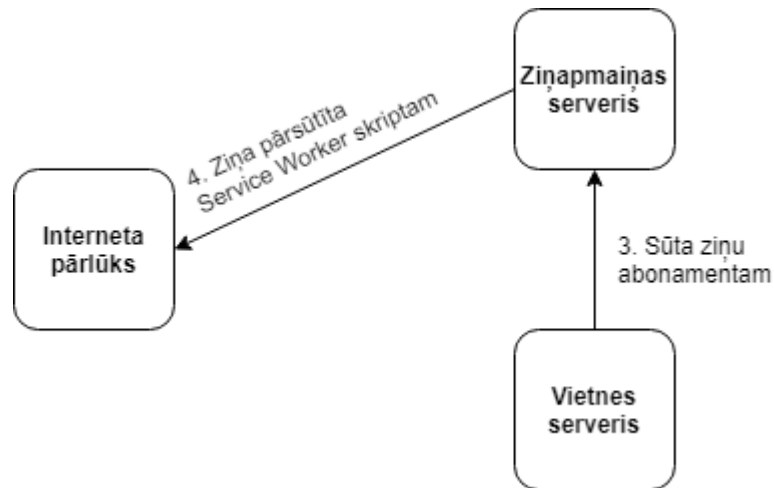 Ziņapmaiņas
serveris
4. Ziņa pārsūtīta
Service Worker skriptam
Interneta
pārlūks
3. Sūta ziņu
abonamentam
Vietnes
serveris